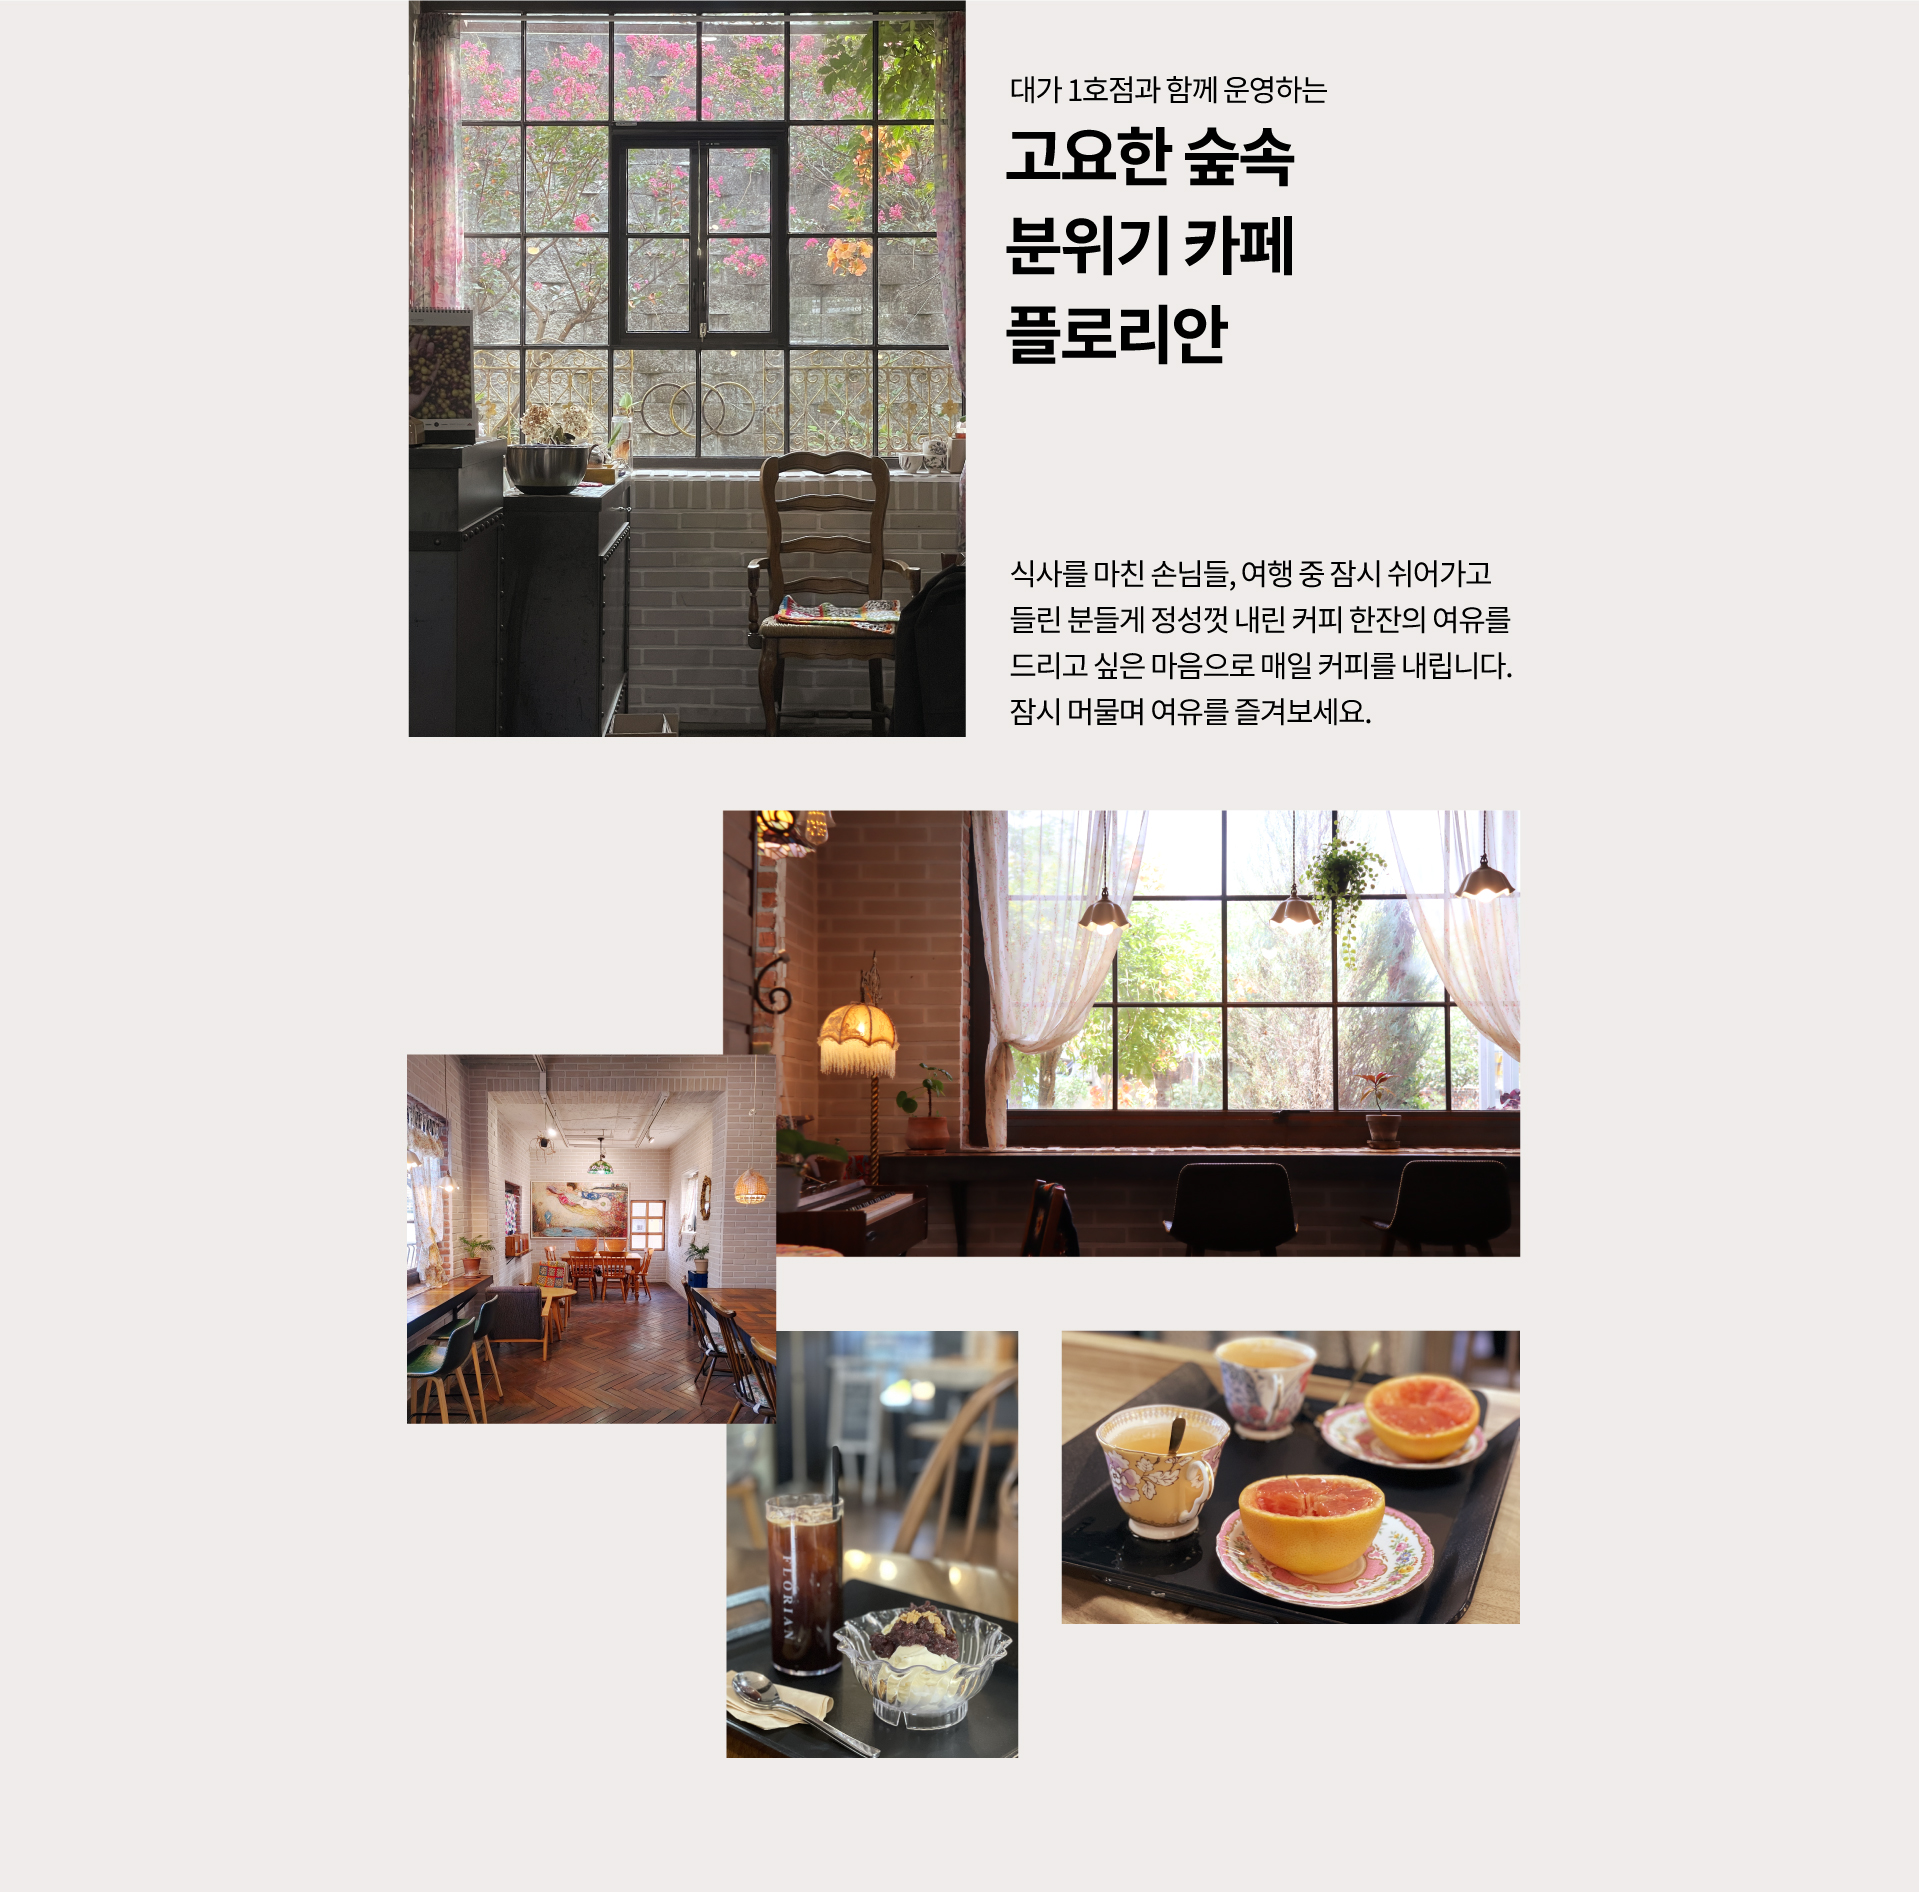 대가 1호점과 함께 운영하는
고요한 숲속
분위기 카페
플로리안
식사를 마친 손님들, 여행 중 잠시 쉬어가고
들린 분들게 정성껏 내린 커피 한잔의 여유를
드리고 싶은 마음으로 매일 커피를 내립니다.
잠시 머물며 여유를 즐겨보세요.
FLORIAN